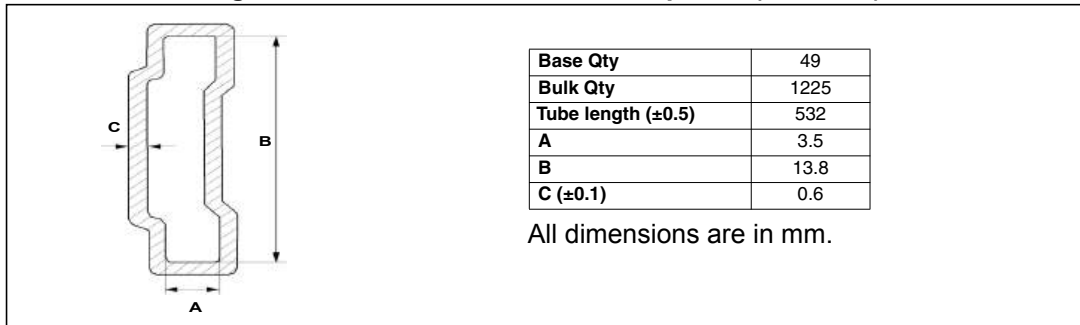 C
B
A
Base Qty 49
Bulk Qty 1225
Tube length (±0.5) 532
A 3.5
B 13.8
C (±0.1) 0.6
All dimensions are in mm.